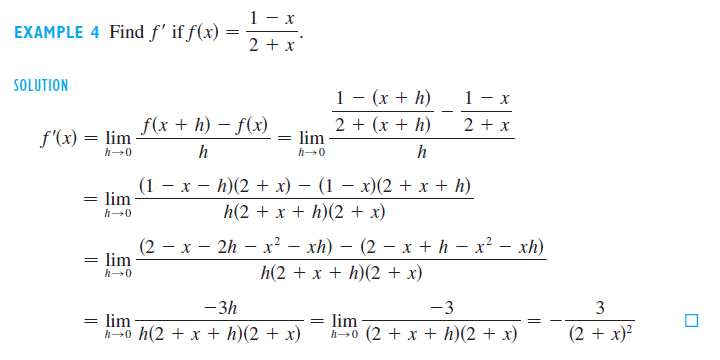 EXAMPLE 4 Find f′ if f(x) = (1 − x)/(2 + x).
SOLUTION
f′(x) = lim_{h→0} (f(x + h) − f(x))/h = lim_{h→0} ((1 − (x + h))/(2 + (x + h)) − (1 − x)/(2 + x))/h
= lim_{h→0} ((1 − x − h)(2 + x) − (1 − x)(2 + x + h))/(h(2 + x + h)(2 + x))
= lim_{h→0} ((2 − x − 2h − x² − xh) − (2 − x + h − x² − xh))/(h(2 + x + h)(2 + x))
= lim_{h→0} (−3h)/(h(2 + x + h)(2 + x)) = lim_{h→0} (−3)/((2 + x + h)(2 + x)) = −3/(2 + x)² □